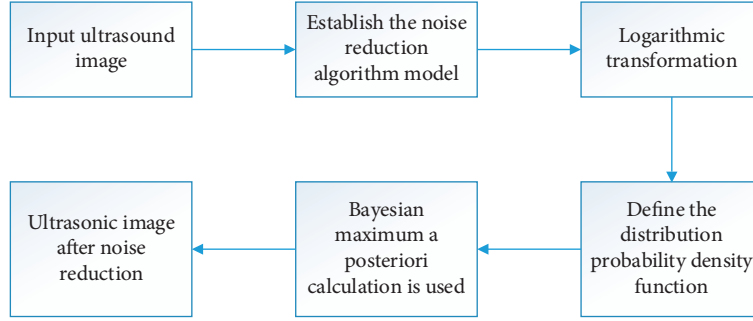 Input ultrasound
image
Establish the noise
reduction
algorithm model
Logarithmic
transformation
Define the
distribution
probability density
function
Bayesian
maximum a
posteriori
calculation is used
Ultrasonic image
after noise
reduction